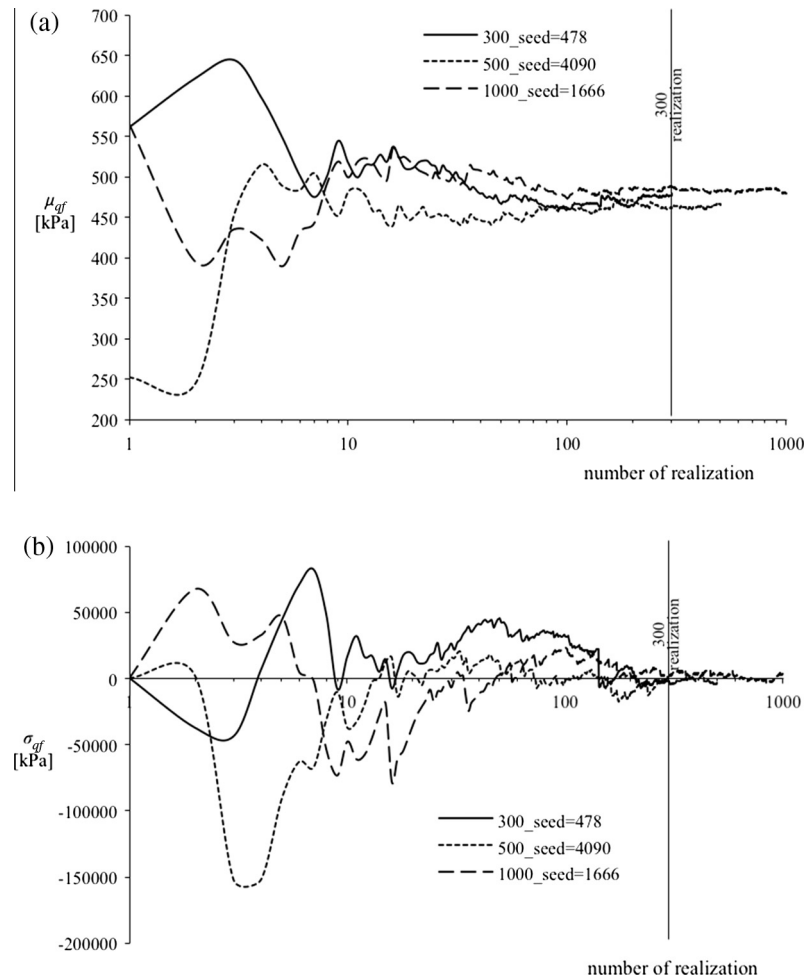 (a)
700
650
600
550
500
450
400
350
300
250
200
μqf
[kPa]
300_seed=478
500_seed=4090
1000_seed=1666
300
realization
1
10
100
1000
number of realization
(b)
100000
50000
0
-50000
-100000
-150000
-200000
σqf
[kPa]
300
realization
1
10
100
1000
300_seed=478
500_seed=4090
1000_seed=1666
number of realization